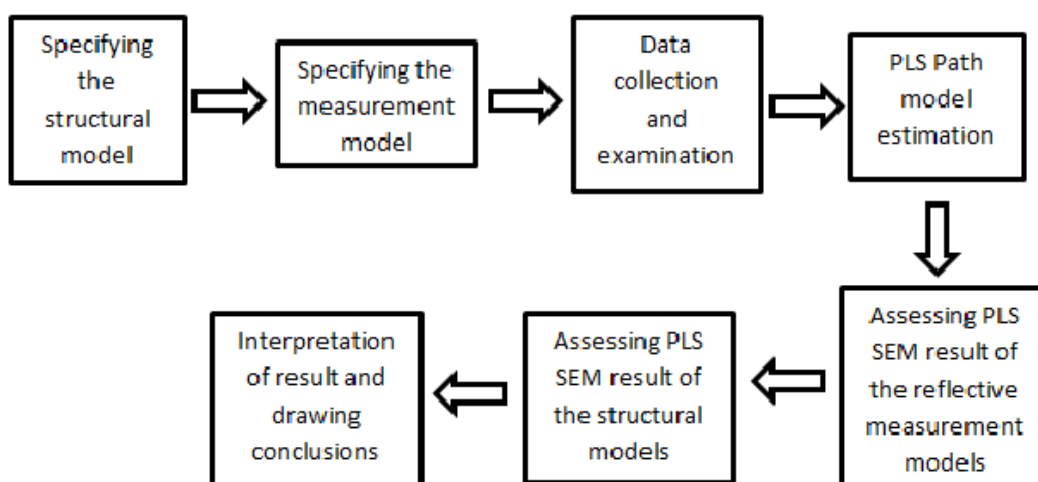 Specifying
the
structural
model
Specifying the
measurement
model
Data
collection
and
examination
PLS Path
model
estimation
Assessing PLS
SEM result of
the reflective
measurement
models
Assessing PLS
SEM result of
the structural
models
Interpretation
of result and
drawing
conclusions